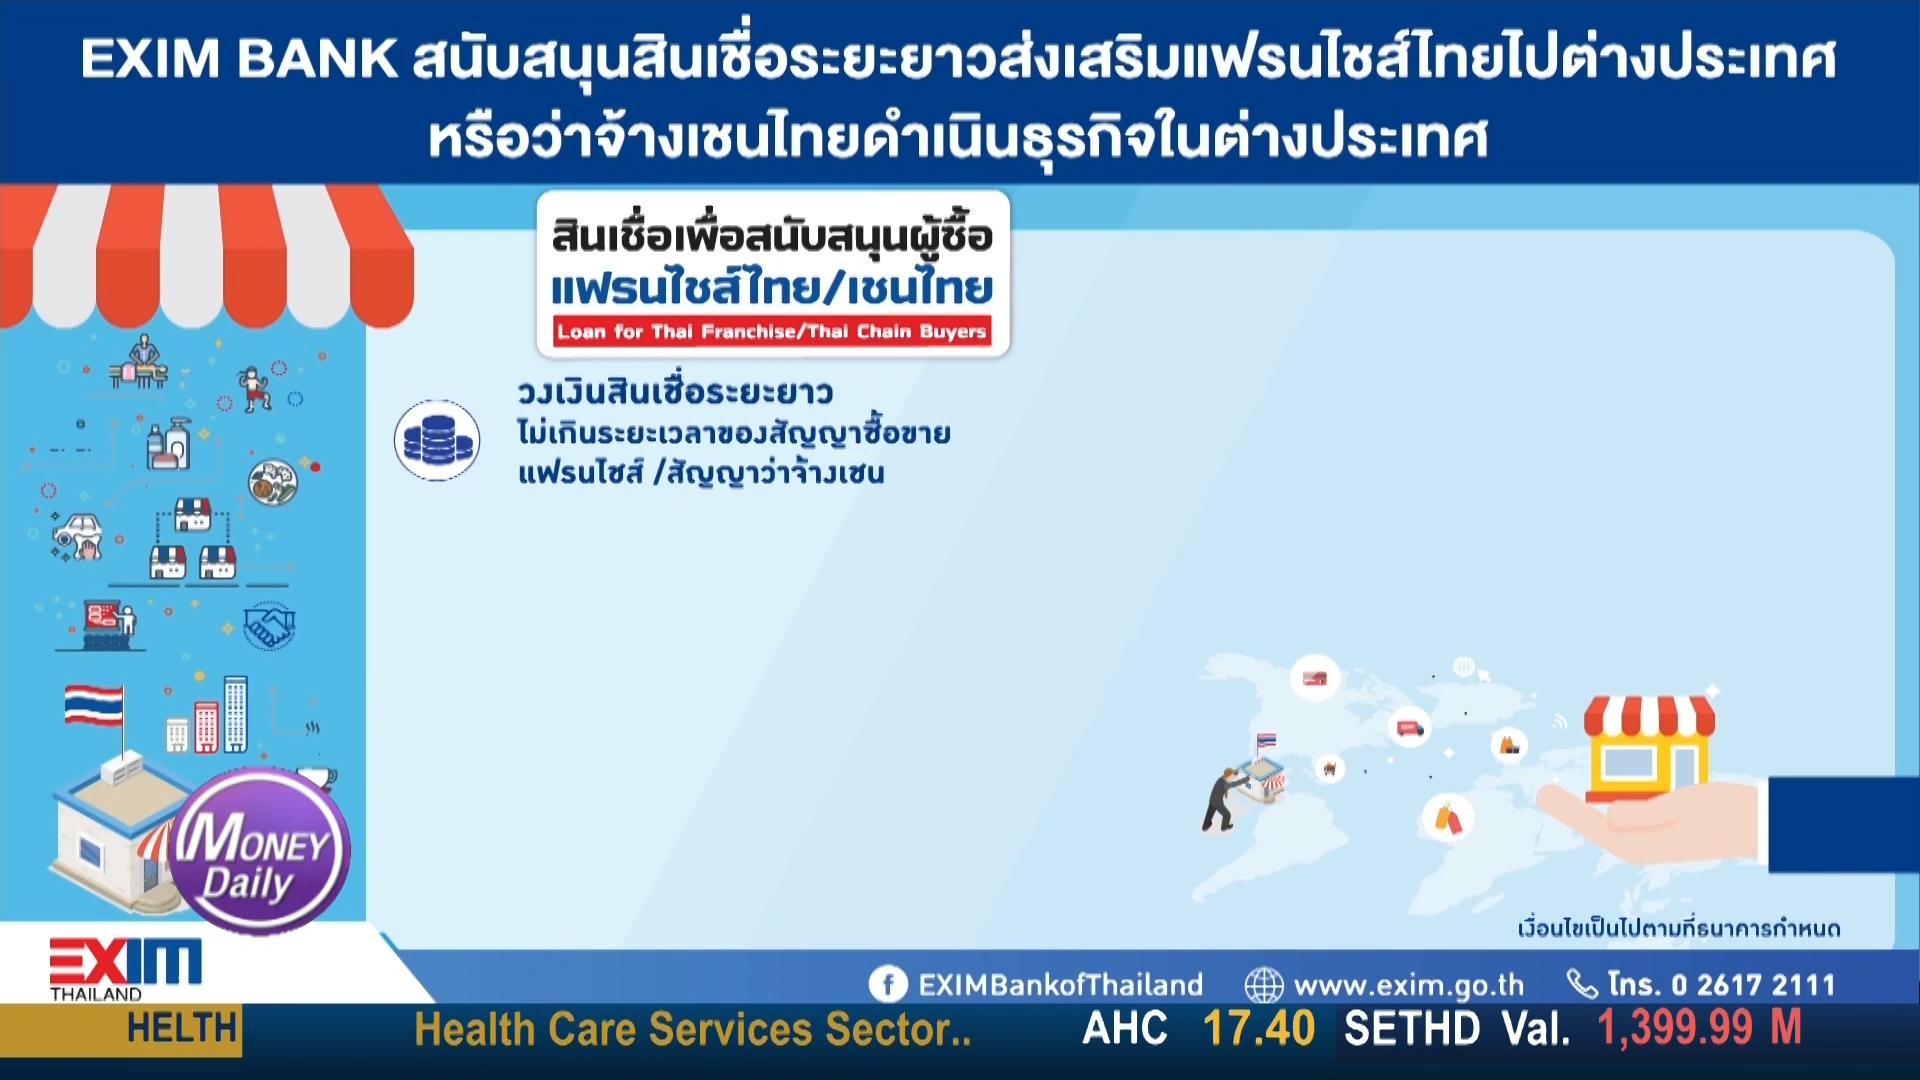 EXIM BANK สนับสนุนสินเชื่อระยะยาวส่งเสริมแฟรนไชส์ไทยไปต่างประเทศ
หรือว่าจ้างเชนไทยดำเนินธุรกิจในต่างประเทศ
สินเชื่อเพื่อสนับสนุนผู้ซื้อ
แฟรนไชส์ไทย/เชนไทย
Loan for Thai Franchise/Thai Chain Buyers
วงเงินสินเชื่อระยะยาว
ไม่เกินระยะเวลาของสัญญาซื้อขาย
แฟรนไชส์ /สัญญาว่าจ้างเชน
MONEY
Daily
เงื่อนไขเป็นไปตามที่ธนาคารกำหนด
EXIM
THAILAND
EXIMBankofThailand www.exim.go.th โทร. 0 2617 2111
HELTH Health Care Services Sector.. AHC 17.40 SETHD Val. 1,399.99 M